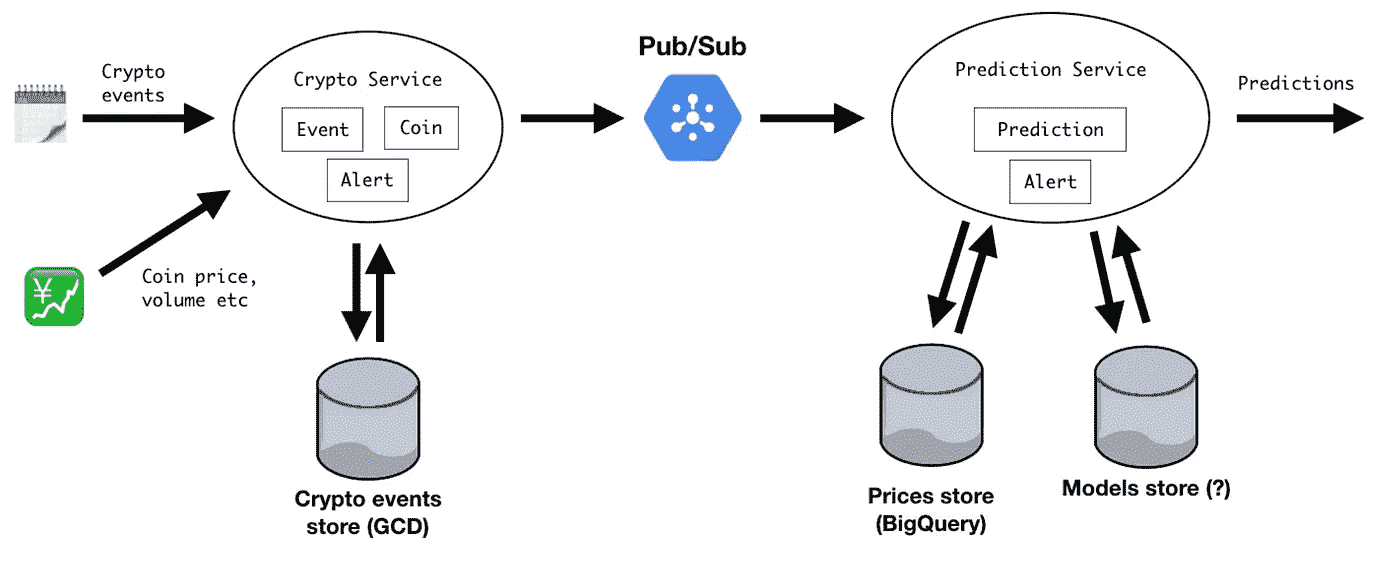 Crypto
events
Coin price,
volume etc
Crypto Service
Event
Coin
Alert
Crypto events
store (GCD)
Pub/Sub
Prediction Service
Prediction
Alert
Predictions
Prices store
(BigQuery)
Models store (?)
¥